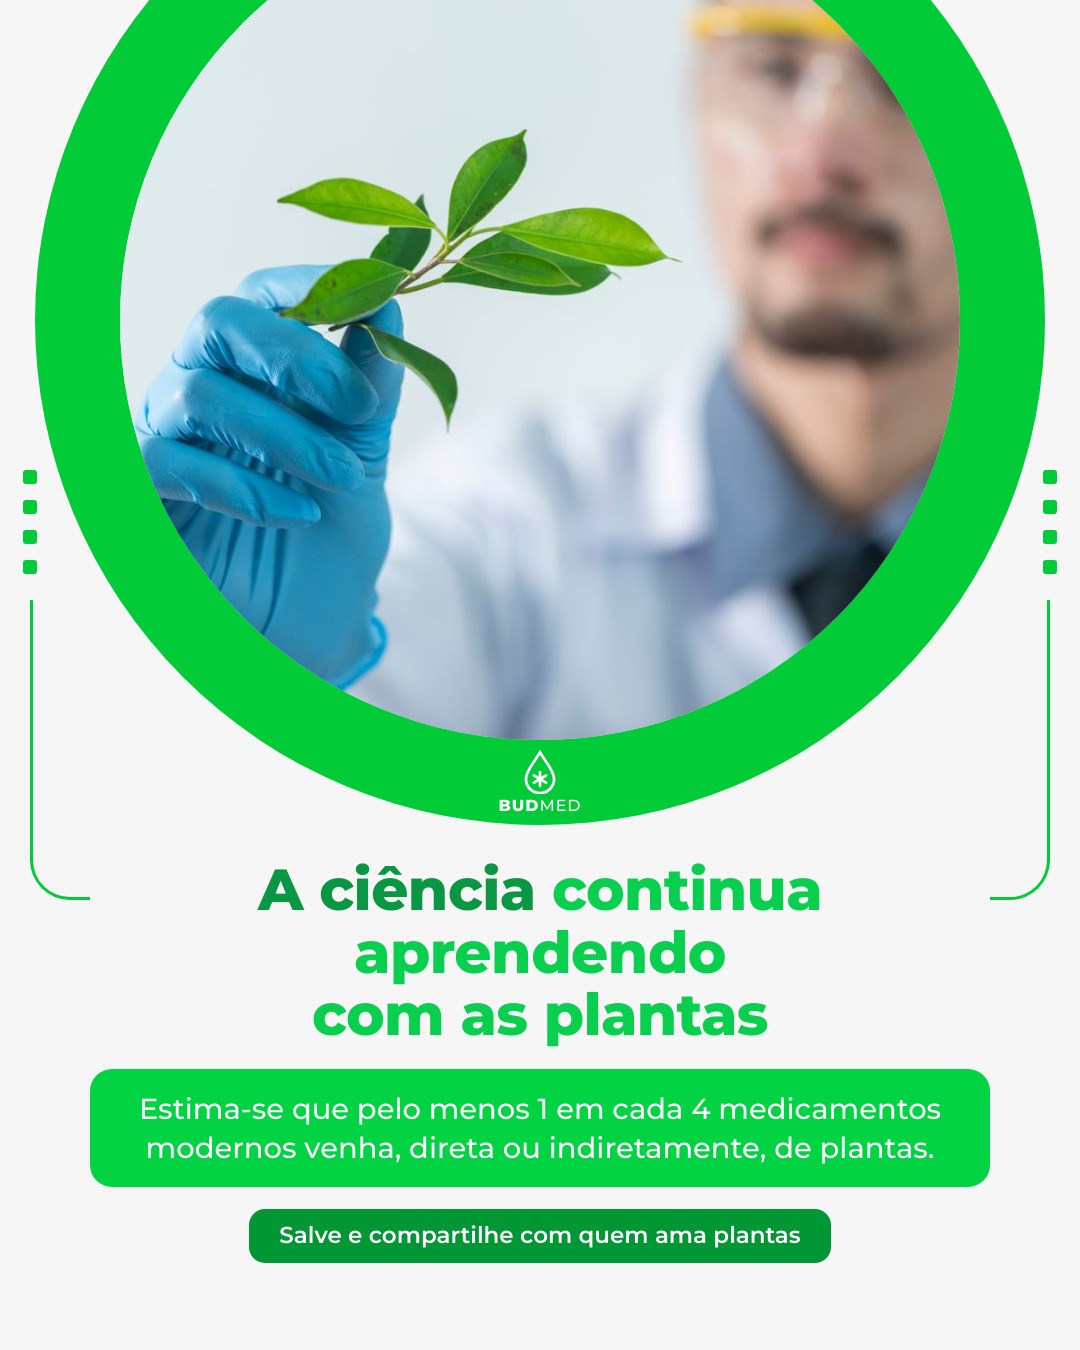 BUDMED
A ciência continua
aprendendo
com as plantas
Estima-se que pelo menos 1 em cada 4 medicamentos
modernos venha, direta ou indiretamente, de plantas.
Salve e compartilhe com quem ama plantas